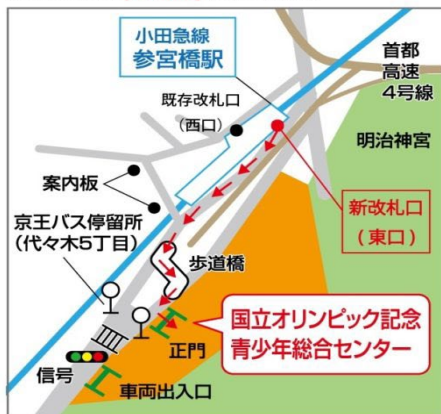 小田急線
参宮橋駅
首都
高速
4号線
既存改札口
(西口)
明治神宮
案内板
新改札口
(東口)
京王バス停留所
(代々木5丁目)
歩道橋
国立オリンピック記念
青少年総合センター
正門
信号
車両出入口